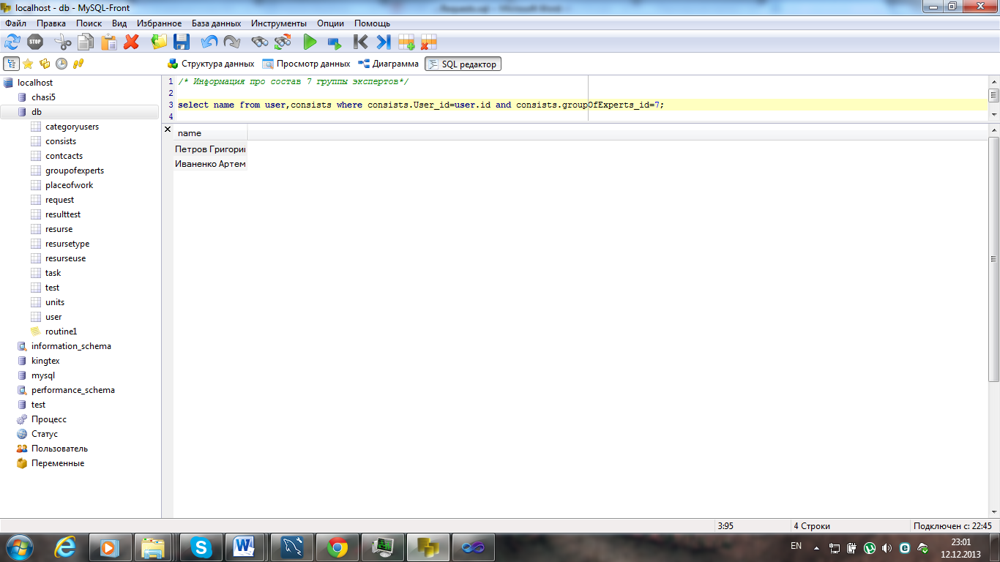 localhost - db - MySQL-Front
Файл Правка Поиск Вид Избранное База данных Инструменты Опции Помощь
STOP
Структура данных Просмотр данных Диаграмма SQL редактор
localhost
chasi5
db
categoryusers
consists
contcacts
groupofexperts
placeofwork
request
resulttest
resurse
resursetype
resurseuse
task
test
units
user
routine1
information_schema
kingtex
mysql
performance_schema
test
Процесс
Статус
Пользователь
Переменные
1 /* Информация про состав 7 группы экспертов*/
2
3 select name from user,consists where consists.User_id=user.id and consists.groupOfExperts_id=7;
4
name
Петров Григори
Иваненко Артем
3:95 4 Строки Подключен с: 22:45
EN 23:01
12.12.2013